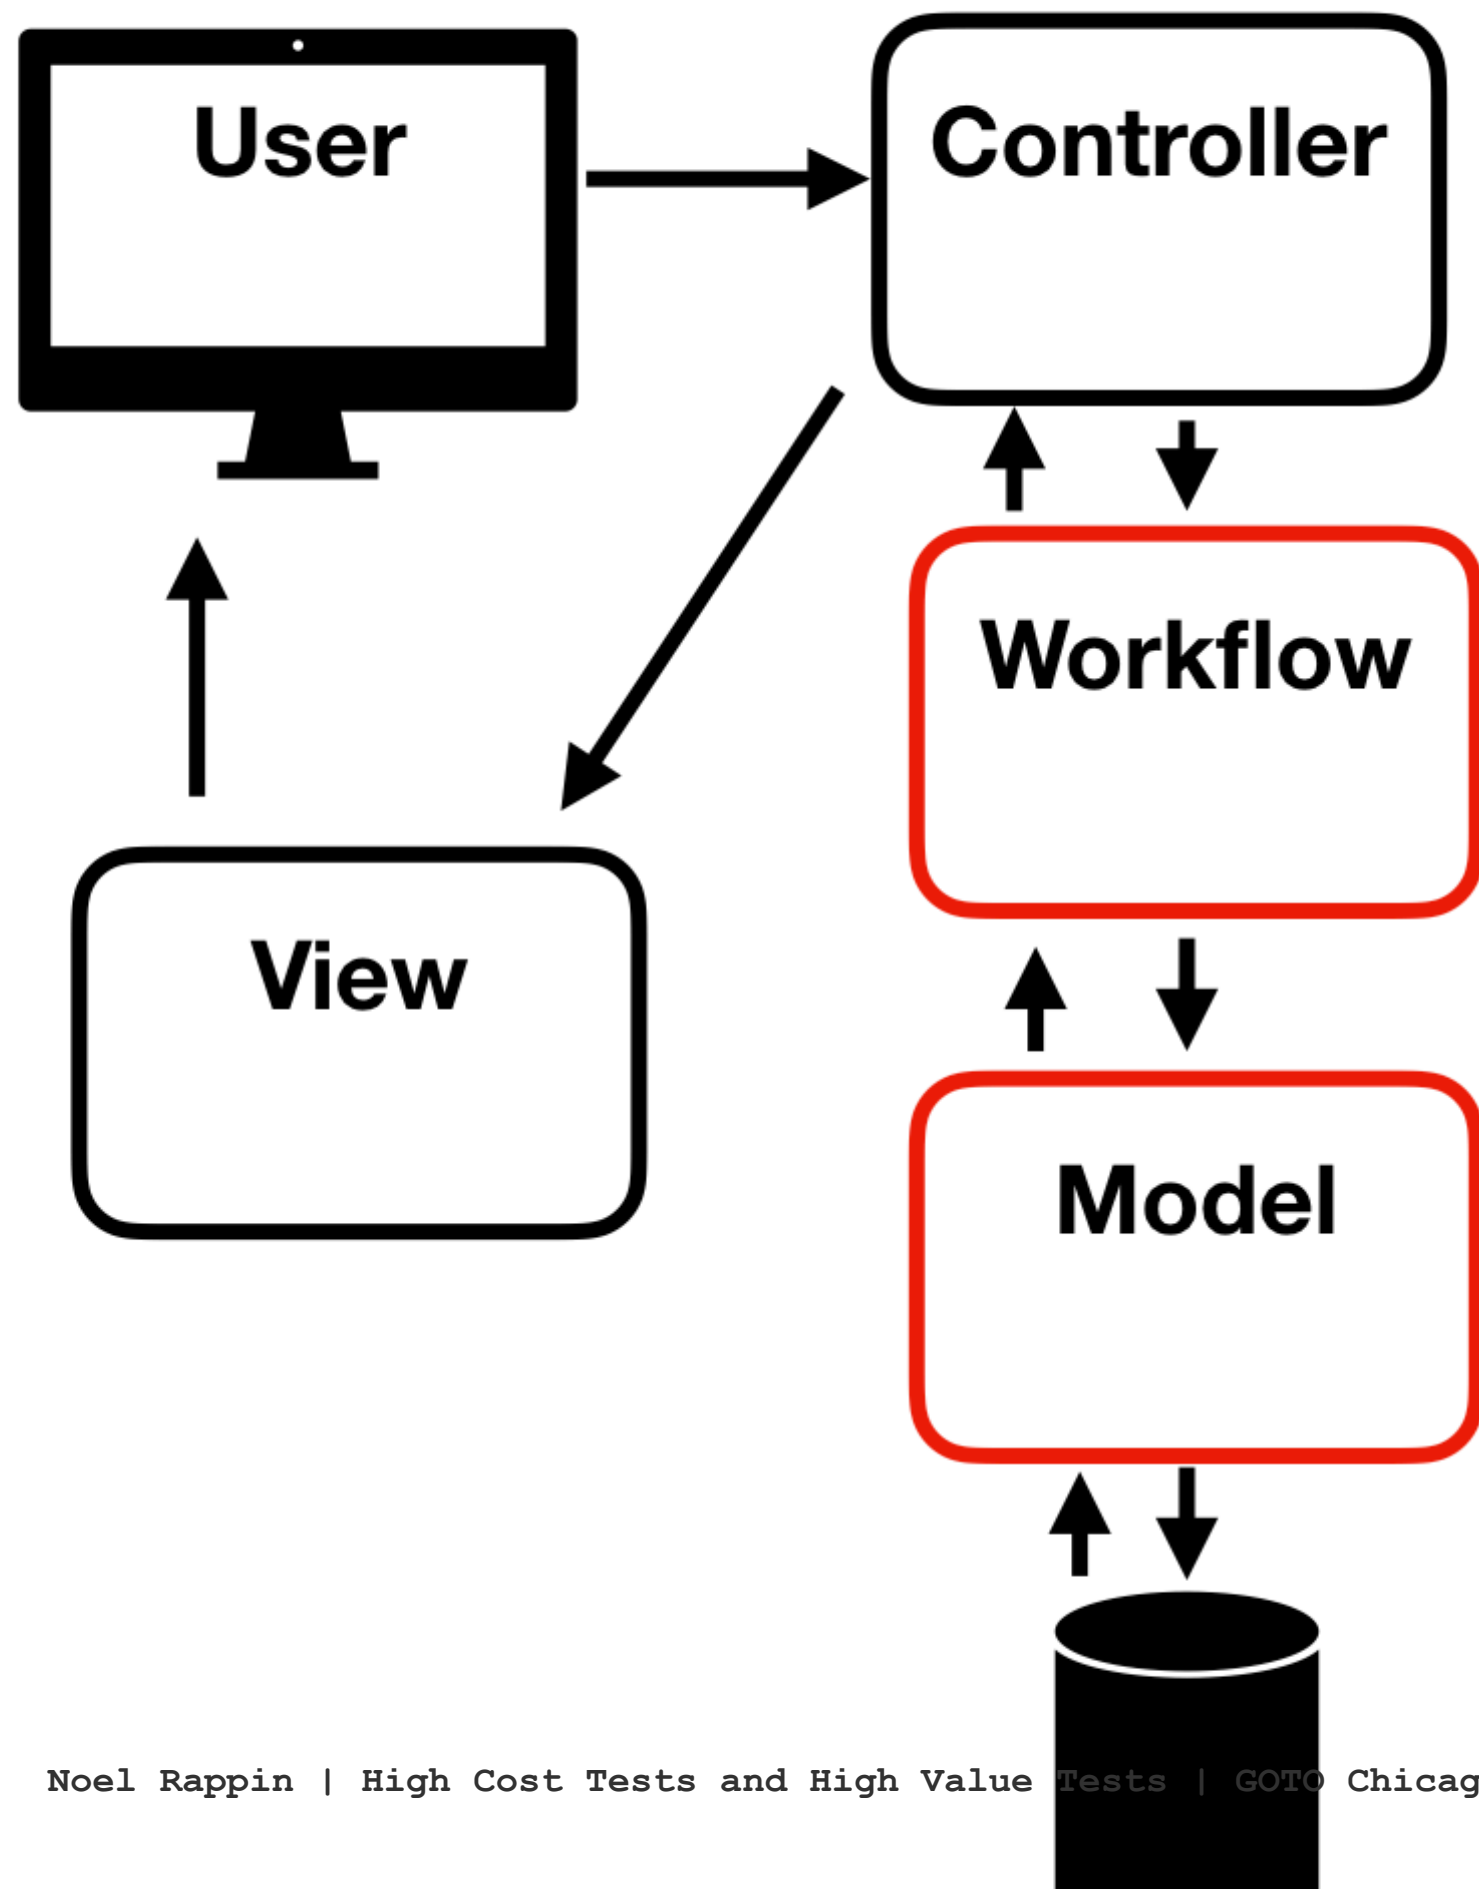 User
Controller
Workflow
View
Model
Noel Rappin | High Cost Tests and High Value Tests | GOTO Chicag